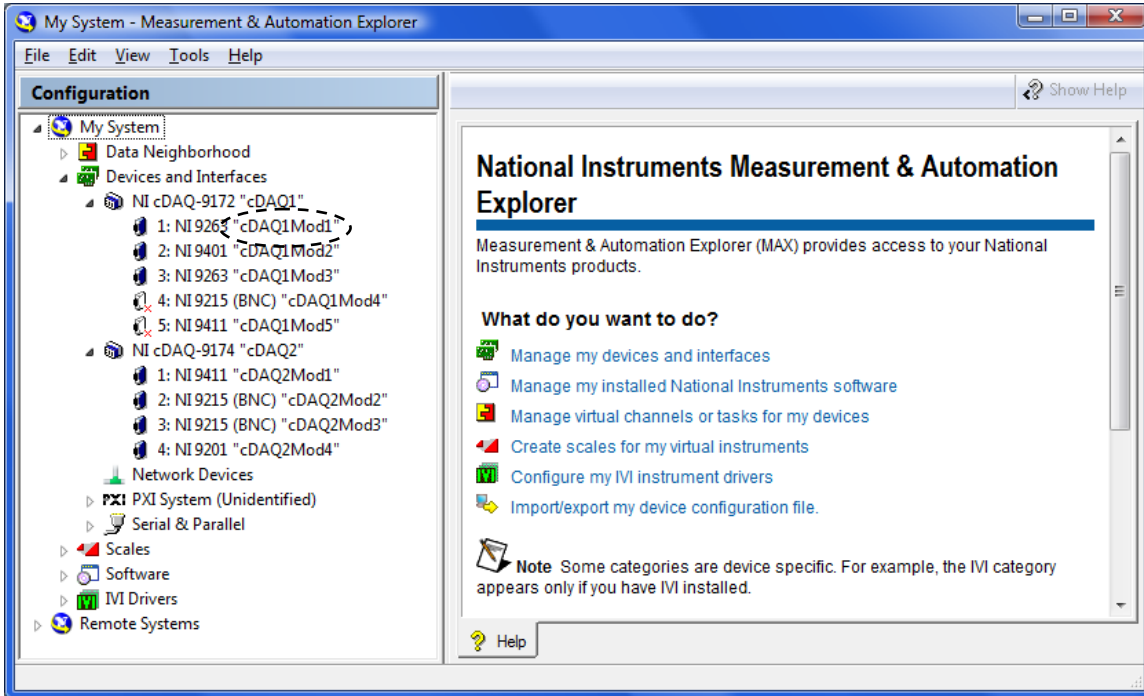 My System - Measurement & Automation Explorer
File Edit View Tools Help
Configuration
Show Help
My System
Data Neighborhood
Devices and Interfaces
NI cDAQ-9172 "cDAQ1"
1: NI 9263 "cDAQ1Mod1"
2: NI 9401 "cDAQ1Mod2"
3: NI 9263 "cDAQ1Mod3"
4: NI 9215 (BNC) "cDAQ1Mod4"
5: NI 9411 "cDAQ1Mod5"
NI cDAQ-9174 "cDAQ2"
1: NI 9411 "cDAQ2Mod1"
2: NI 9215 (BNC) "cDAQ2Mod2"
3: NI 9215 (BNC) "cDAQ2Mod3"
4: NI 9201 "cDAQ2Mod4"
Network Devices
PXI PXI System (Unidentified)
Serial & Parallel
Scales
Software
IVI Drivers
Remote Systems
National Instruments Measurement & Automation
Explorer
Measurement & Automation Explorer (MAX) provides access to your National
Instruments products.
What do you want to do?
Manage my devices and interfaces
Manage my installed National Instruments software
Manage virtual channels or tasks for my devices
Create scales for my virtual instruments
Configure my IVI instrument drivers
Import/export my device configuration file.
Note Some categories are device specific. For example, the IVI category
appears only if you have IVI installed.
Help